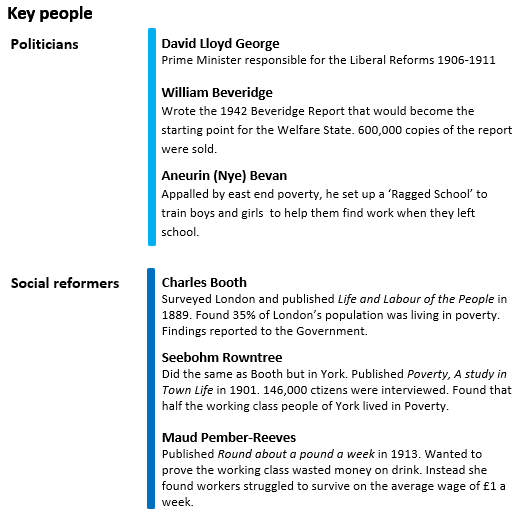 Key people
Politicians
David Lloyd George
Prime Minister responsible for the Liberal Reforms 1906-1911
William Beveridge
Wrote the 1942 Beveridge Report that would become the
starting point for the Welfare State. 600,000 copies of the report
were sold.
Aneurin (Nye) Bevan
Appalled by east end poverty, he set up a ‘Ragged School’ to
train boys and girls to help them find work when they left
school.
Social reformers
Charles Booth
Surveyed London and published Life and Labour of the People in
1889. Found 35% of London’s population was living in poverty.
Findings reported to the Government.
Seebohm Rowntree
Did the same as Booth but in York. Published Poverty, A study in
Town Life in 1901. 146,000 ctizens were interviewed. Found that
half the working class people of York lived in Poverty.
Maud Pember-Reeves
Published Round about a pound a week in 1913. Wanted to
prove the working class wasted money on drink. Instead she
found workers struggled to survive on the average wage of £1 a
week.